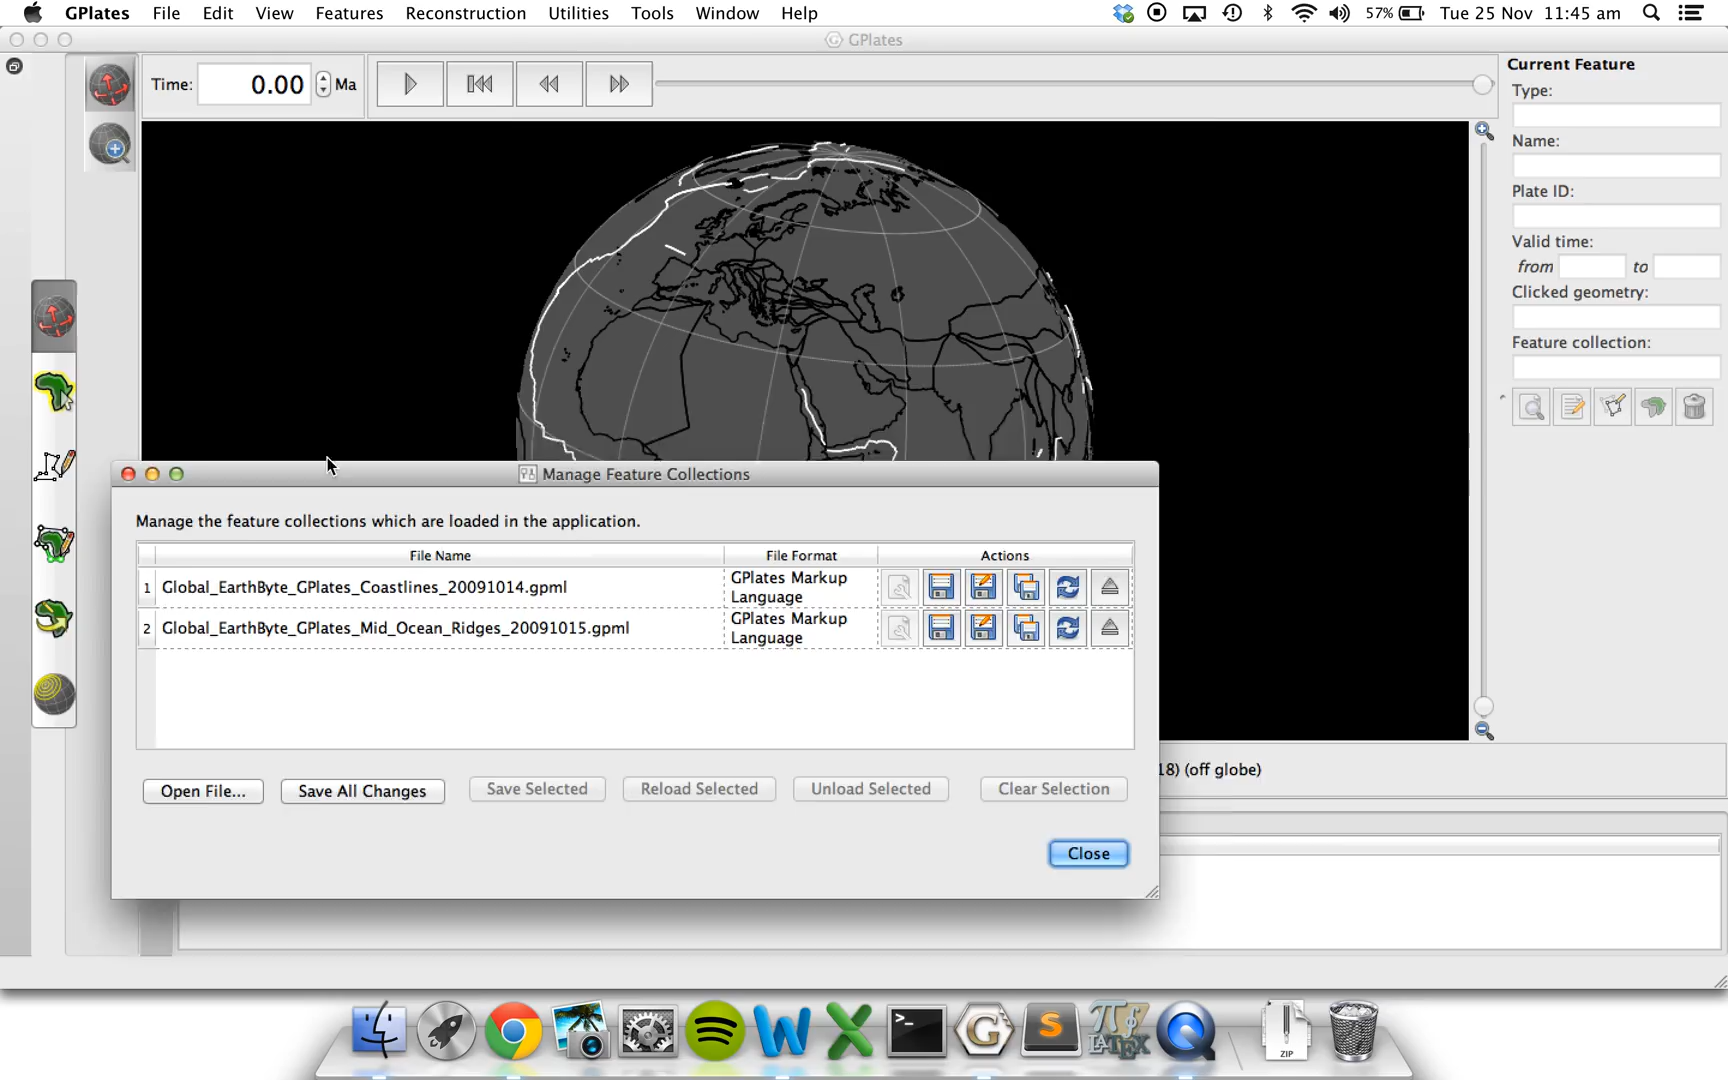 GPlates File Edit View Features Reconstruction Utilities Tools Window Help 57% Tue 25 Nov 11:45 am
GPlates
Time: 0.00 Ma
Current Feature
Type:
Name:
Plate ID:
Valid time:
from to
Clicked geometry:
Feature collection:
Manage Feature Collections
Manage the feature collections which are loaded in the application.
File Name File Format Actions
1 Global_EarthByte_GPlates_Coastlines_20091014.gpml GPlates Markup
Language
2 Global_EarthByte_GPlates_Mid_Ocean_Ridges_20091015.gpml GPlates Markup
Language
18) (off globe)
Open File... Save All Changes Save Selected Reload Selected Unload Selected Clear Selection
Close
W X >_ G S LATEX ZIP